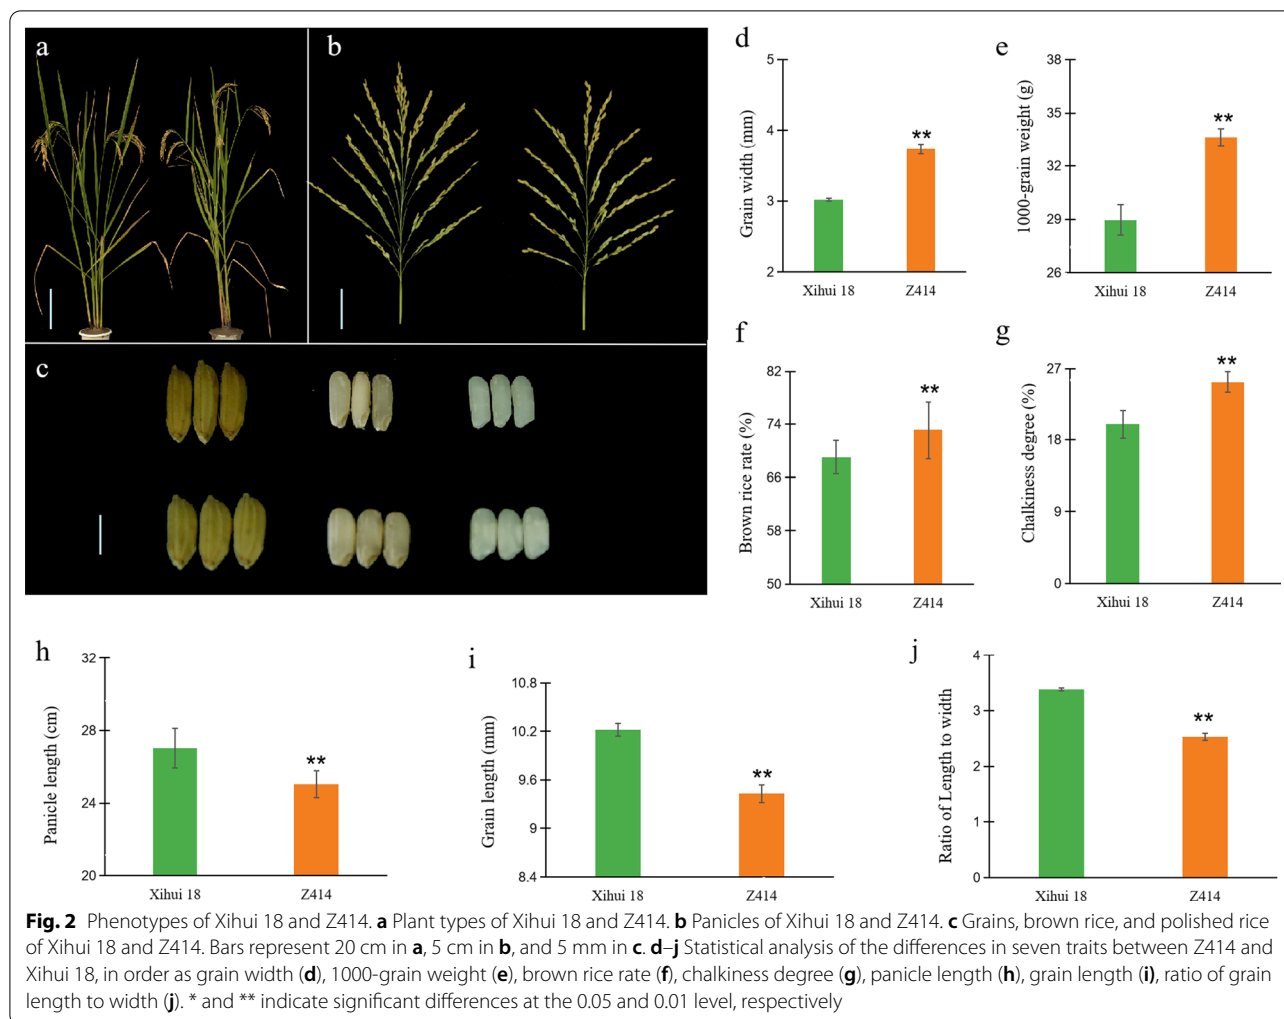 a
b
c
d
Grain width (mm)
5
4
3
2
**
Xihui 18
Z414
e
1000-grain weight (g)
38
35
32
29
26
**
Xihui 18
Z414
f
Brown rice rate (%)
82
74
66
58
50
**
Xihui 18
Z414
g
Chalkiness degree (%)
27
18
9
0
**
Xihui 18
Z414
h
Panicle length (cm)
32
28
24
20
**
Xihui 18
Z414
i
Grain length (mm)
10.8
10.2
9.6
9
8.4
**
Xihui 18
Z414
j
Ratio of Length to width
4
3
2
1
0
**
Xihui 18
Z414
Fig. 2 Phenotypes of Xihui 18 and Z414. a Plant types of Xihui 18 and Z414. b Panicles of Xihui 18 and Z414. c Grains, brown rice, and polished rice
of Xihui 18 and Z414. Bars represent 20 cm in a, 5 cm in b, and 5 mm in c. d–j Statistical analysis of the differences in seven traits between Z414 and
Xihui 18, in order as grain width (d), 1000-grain weight (e), brown rice rate (f), chalkiness degree (g), panicle length (h), grain length (i), ratio of grain
length to width (j). * and ** indicate significant differences at the 0.05 and 0.01 level, respectively